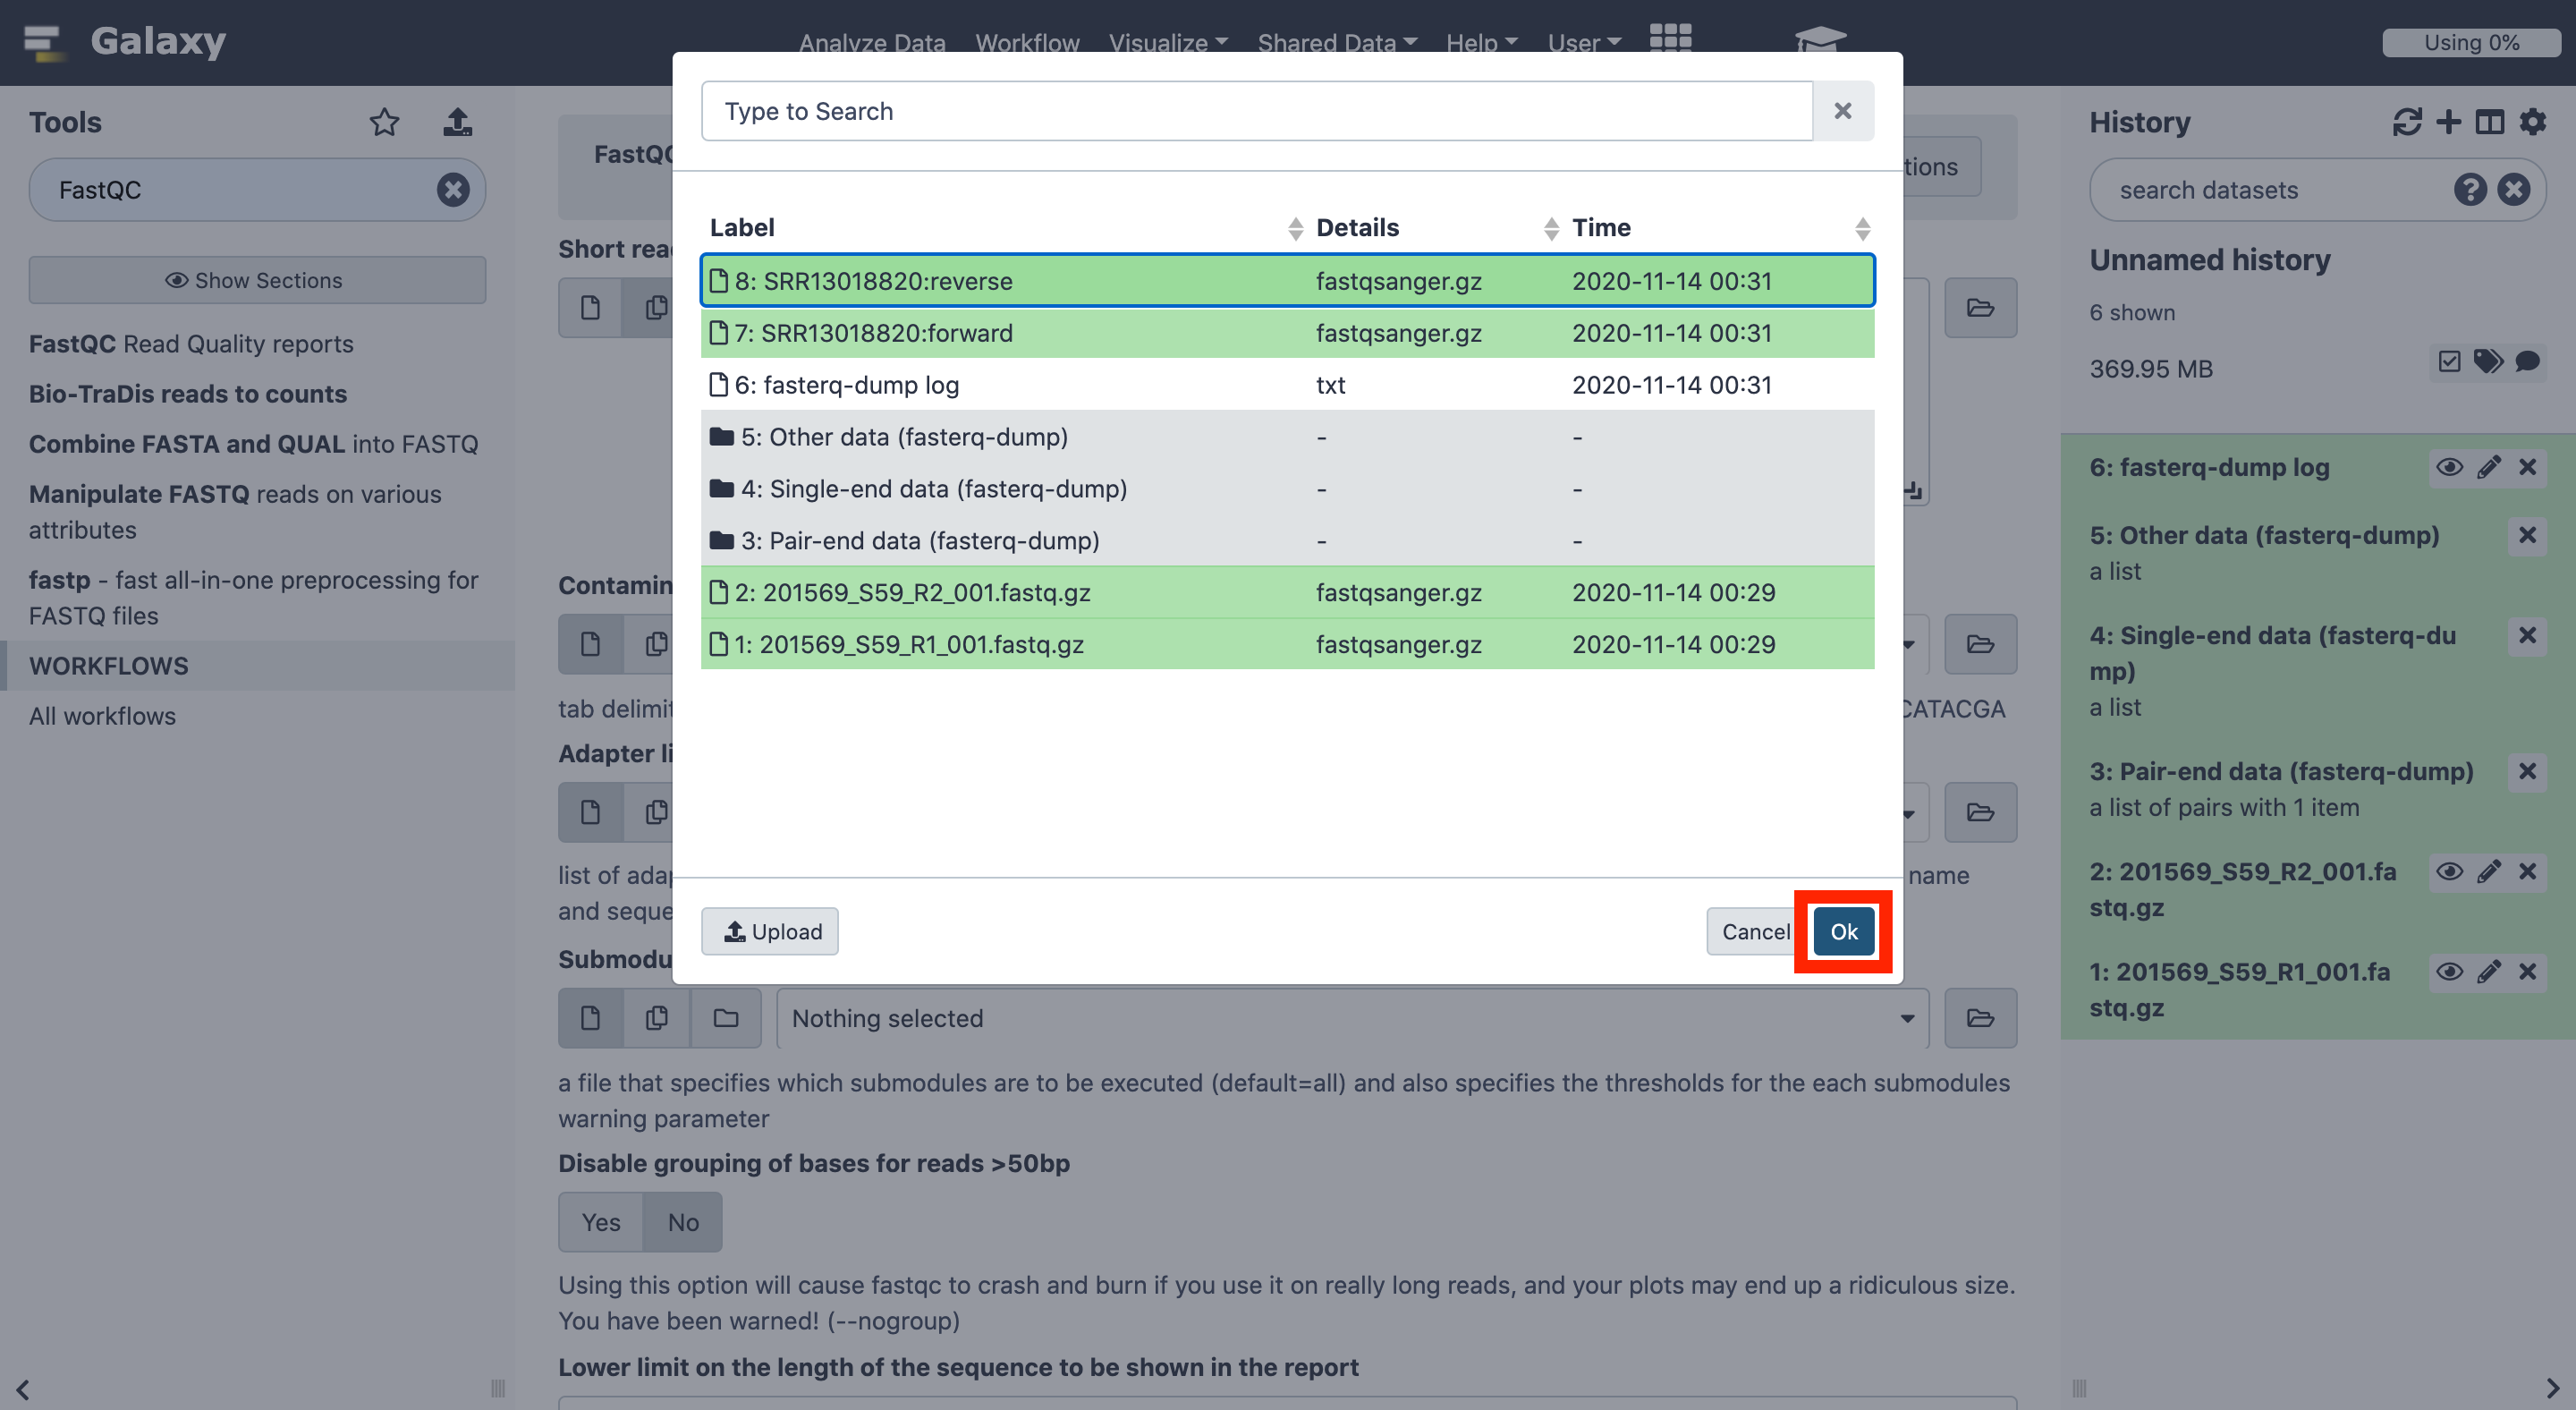 Galaxy
Analyze Data Workflow Visualize Shared Data Help User
Using 0%
Tools
FastQC
Show Sections
FastQC Read Quality reports
Bio-TraDis reads to counts
Combine FASTA and QUAL into FASTQ
Manipulate FASTQ reads on various
attributes
fastp - fast all-in-one preprocessing for
FASTQ files
WORKFLOWS
All workflows
FastQC
tions
Short rea
Contamin
tab delimit
CATACGA
Adapter li
list of adap
name
and seque
Submodu
Nothing selected
a file that specifies which submodules are to be executed (default=all) and also specifies the thresholds for the each submodules
warning parameter
Disable grouping of bases for reads >50bp
Yes No
Using this option will cause fastqc to crash and burn if you use it on really long reads, and your plots may end up a ridiculous size.
You have been warned! (--nogroup)
Lower limit on the length of the sequence to be shown in the report
Type to Search
Label Details Time
8: SRR13018820:reverse fastqsanger.gz 2020-11-14 00:31
7: SRR13018820:forward fastqsanger.gz 2020-11-14 00:31
6: fasterq-dump log txt 2020-11-14 00:31
5: Other data (fasterq-dump) - -
4: Single-end data (fasterq-dump) - -
3: Pair-end data (fasterq-dump) - -
2: 201569_S59_R2_001.fastq.gz fastqsanger.gz 2020-11-14 00:29
1: 201569_S59_R1_001.fastq.gz fastqsanger.gz 2020-11-14 00:29
Upload Cancel Ok
History
search datasets
Unnamed history
6 shown
369.95 MB
6: fasterq-dump log
5: Other data (fasterq-dump)
a list
4: Single-end data (fasterq-du
mp)
a list
3: Pair-end data (fasterq-dump)
a list of pairs with 1 item
2: 201569_S59_R2_001.fa
stq.gz
1: 201569_S59_R1_001.fa
stq.gz